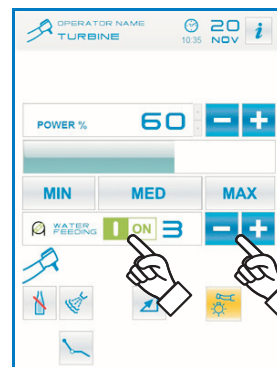 OPERATOR NAME
TURBINE
10:35
20
NOV
i
POWER % 60 - +
MIN MED MAX
WATER
FEEDING
I ON 3 - +